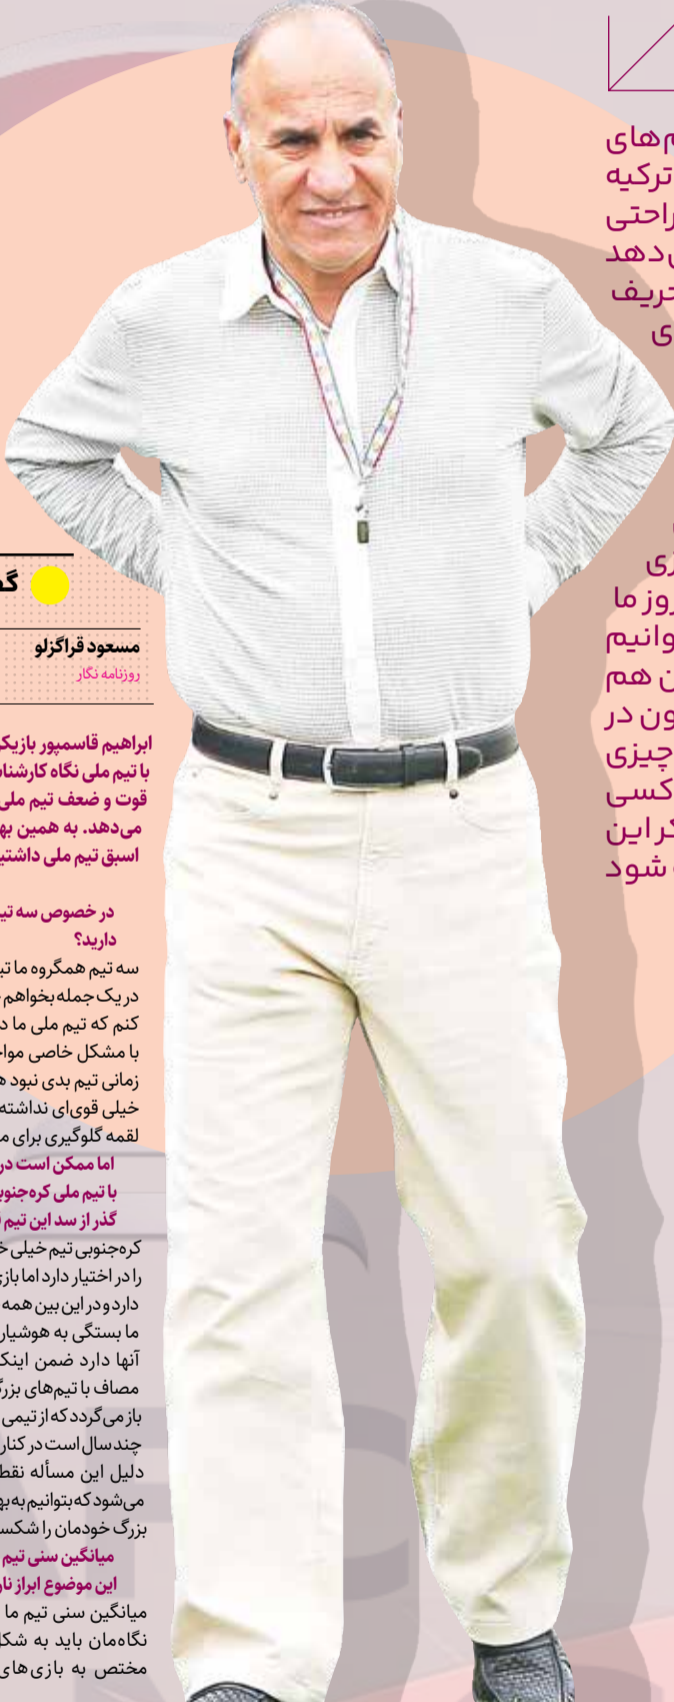 م‌های
ترکیه
راحتی
ی‌دهد
حریف
ی
زی
روز ما
وانیم
ن هم
ون در
چیزی
کسی
کر این
شود
گف
مسعود قراگزلو
روزنامه نگار
ابراهیم قاسمپور بازیک
با تیم ملی نگاه کارشنا
قوت و ضعف تیم ملی
می‌دهد. به همین به
اسبق تیم ملی داشتی
در خصوص سه تی
دارید؟
سه تیم همگروه ما تی
در یک جمله بخواهم
کنم که تیم ملی ما د
با مشکل خاصی موا
زمانی تیم بدی نبود ه
خیلی قوی‌ای نداشته
لقمه گلوگیری برای م
اما ممکن است در
با تیم ملی کره‌جنوب
گذر از سد این تیم
کره‌جنوبی تیم خیلی خ
را در اختیار دارد اما باز
دارد و در این بین همه
ما بستگی به هوشیار
آنها دارد ضمن اینک
مصاف با تیم‌های بزر
باز می‌گردد که از تیمی
چند سال است در کنار
دلیل این مسأله نقط
می‌شود که بتوانیم به به
بزرگ خودمان را شکس
میانگین سنی تیم
این موضوع ابراز نار
میانگین سنی تیم ما
نگاه‌مان باید به شک
مختص به بازی‌های